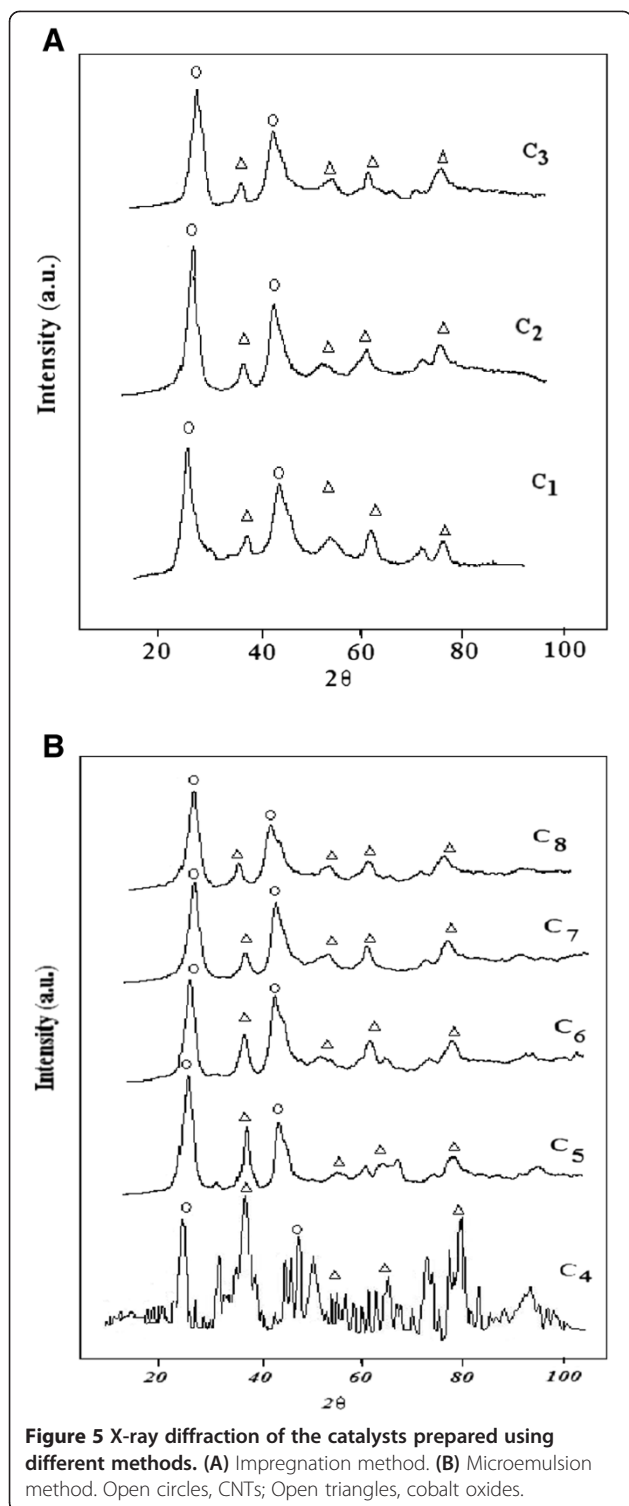 A
C3
C2
C1
Intensity (a.u.)
20 40 60 80 100
2θ
B
C8
C7
C6
C5
C4
Intensity (a.u.)
20 40 60 80 100
2θ
Figure 5 X-ray diffraction of the catalysts prepared using
different methods. (A) Impregnation method. (B) Microemulsion
method. Open circles, CNTs; Open triangles, cobalt oxides.